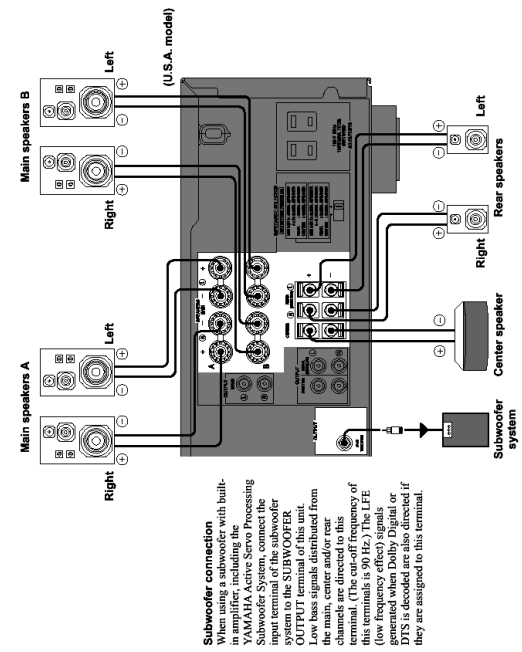 Main speakers A
Main speakers B
(U.S.A. model)
Right
Left
Right
Left
SPEAKERS
A
B
OUTPUT
OUTPUT
OUTPUT
Right
Left
Rear speakers
Center speaker
Subwoofer
system
Subwoofer connection
When using a subwoofer with built-
in amplifier, including the
YAMAHA Active Servo Processing
Subwoofer System, connect the
input terminal of the subwoofer
system to the SUBWOOFER
OUTPUT terminal of this unit.
Low bass signals distributed from
the main, center and/or rear
channels are directed to this
terminal. (The cut-off frequency of
this terminals is 90 Hz.) The LFE
(low frequency effect) signals
generated when Dolby Digital or
DTS is decoded are also directed if
they are assigned to this terminal.